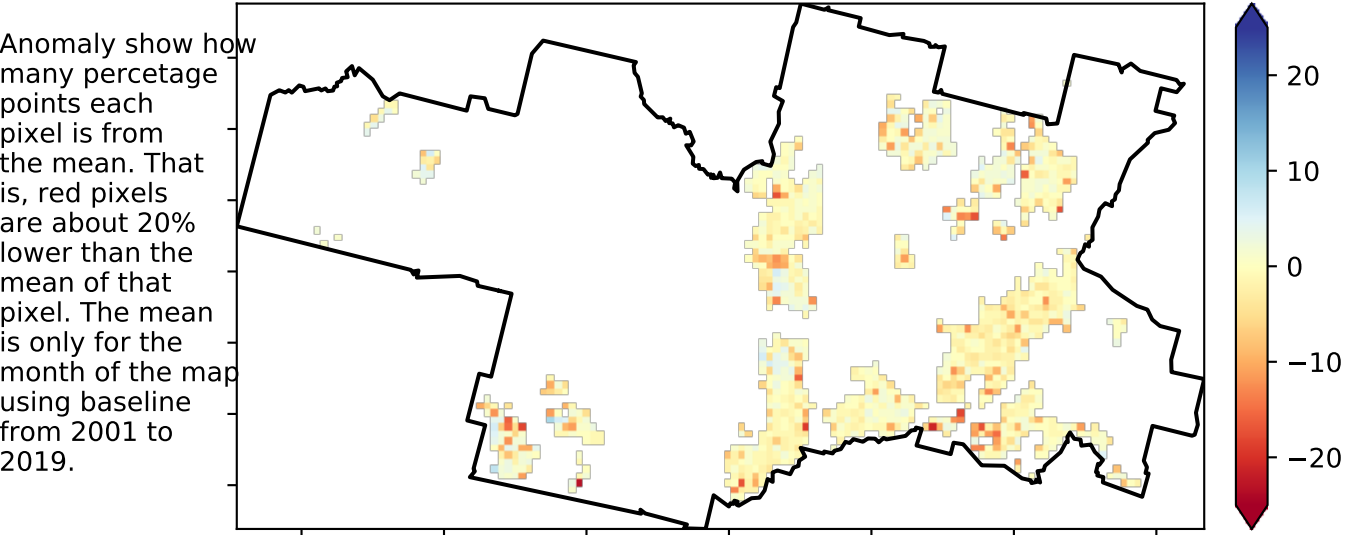 Anomaly show how
many percetage
points each
pixel is from
the mean. That
is, red pixels
are about 20%
lower than the
mean of that
pixel. The mean
is only for the
month of the map
using baseline
from 2001 to
2019.
20
10
0
−10
−20